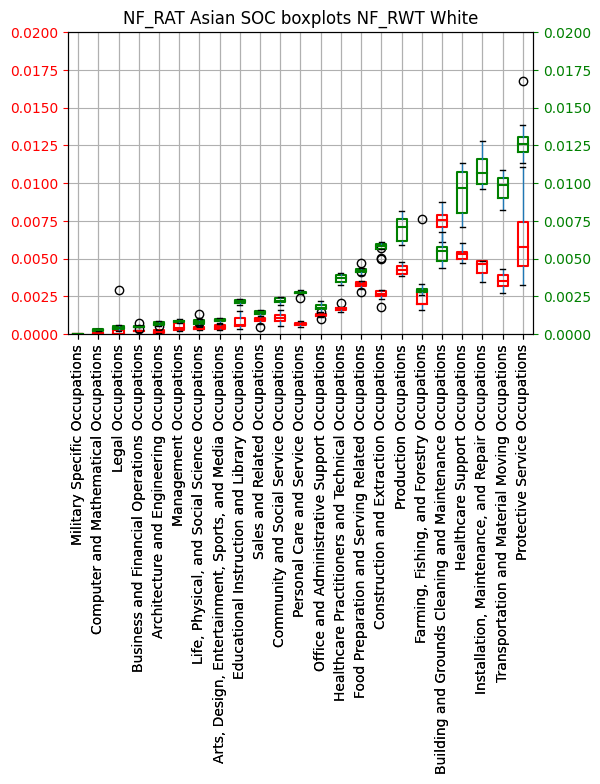 NF_RAT Asian SOC boxplots NF_RWT White
0.0200
0.0175
0.0150
0.0125
0.0100
0.0075
0.0050
0.0025
0.0000
0.0200
0.0175
0.0150
0.0125
0.0100
0.0075
0.0050
0.0025
0.0000
Military Specific Occupations
Computer and Mathematical Occupations
Legal Occupations
Business and Financial Operations Occupations
Architecture and Engineering Occupations
Management Occupations
Life, Physical, and Social Science Occupations
Arts, Design, Entertainment, Sports, and Media Occupations
Educational Instruction and Library Occupations
Sales and Related Occupations
Community and Social Service Occupations
Personal Care and Service Occupations
Office and Administrative Support Occupations
Healthcare Practitioners and Technical Occupations
Food Preparation and Serving Related Occupations
Construction and Extraction Occupations
Production Occupations
Farming, Fishing, and Forestry Occupations
Building and Grounds Cleaning and Maintenance Occupations
Healthcare Support Occupations
Installation, Maintenance, and Repair Occupations
Transportation and Material Moving Occupations
Protective Service Occupations